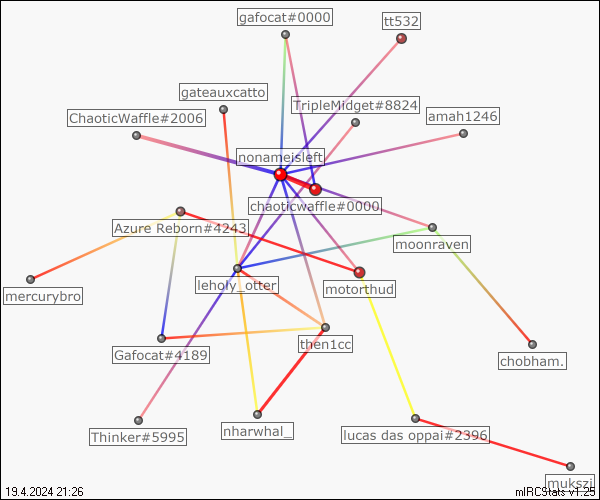 gafocat#0000
tt532
gateauxcatto
TripleMidget#8824
ChaoticWaffle#2006
amah1246
nonameisleft
chaoticwaffle#0000
Azure Reborn#4243
moonraven
leholy_otter
motorthud
mercurybro
then1cc
Gafocat#4189
chobham.
Thinker#5995
nharwhal_
lucas das oppai#2396
mukszi
19.4.2024 21:26
mIRCStats v1.25